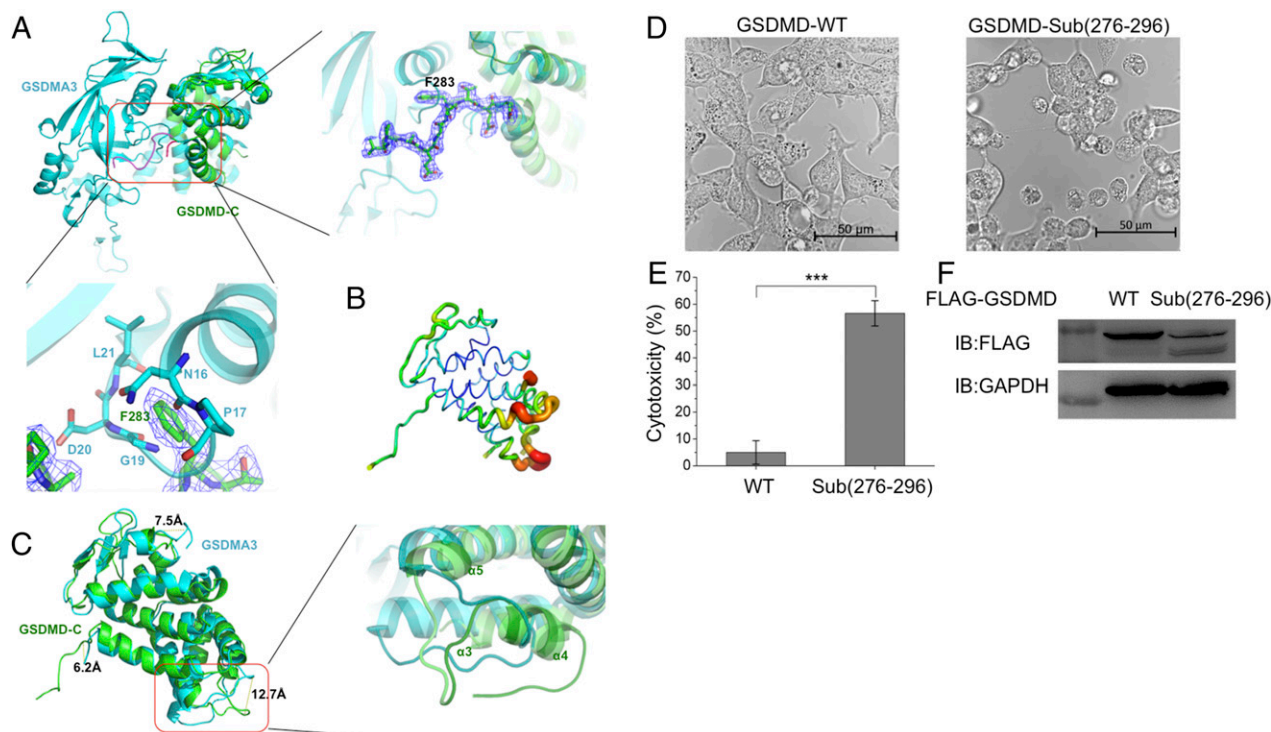 A
GSDMA3
GSDMD-C
F283
L21
N16
P17
F283
D20
G19
B
C
7.5Å
GSDMA3
GSDMD-C
6.2Å
12.7Å
α5
α3
α4
D
GSDMD-WT
GSDMD-Sub(276-296)
50 μm
50 μm
E
Cytotoxicity (%)
70
60
50
40
30
20
10
0
***
WT
Sub(276-296)
F
FLAG-GSDMD
WT Sub(276-296)
IB:FLAG
IB:GAPDH